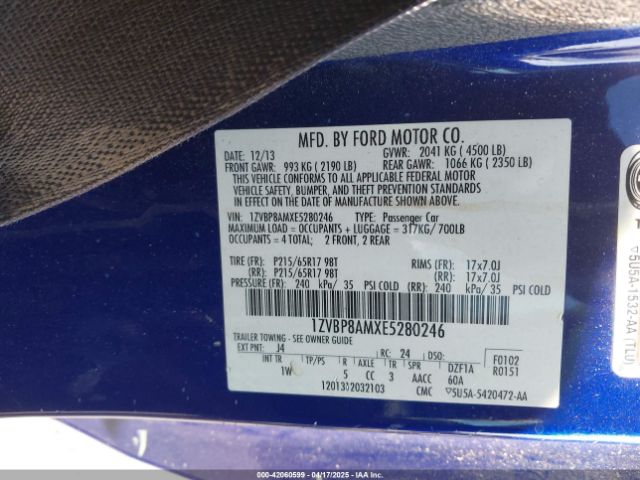 MFD. BY FORD MOTOR CO.
DATE: 12/13 GVWR: 2041 KG ( 4500 LB)
FRONT GAWR: 993 KG ( 2190 LB) REAR GAWR: 1066 KG ( 2350 LB)
THIS VEHICLE CONFORMS TO ALL APPLICABLE FEDERAL MOTOR
VEHICLE SAFETY, BUMPER, AND THEFT PREVENTION STANDARDS
IN EFFECT ON THE DATE OF MANUFACTURE SHOWN ABOVE.
VIN: 1ZVBP8AMXE5280246 TYPE: Passenger Car
MAXIMUM LOAD = OCCUPANTS + LUGGAGE = 317KG/700LB
OCCUPANTS = 4 TOTAL: 2 FRONT, 2 REAR
TIRE (FR): P215/65R17 98T RIMS (FR): 17x7.0J
(RR): P215/65R17 98T (RR): 17x7.0J
PRESSURE (FR): 240 kPa/ 35 PSI COLD (RR): 240 kPa/ 35 PSI COLD
1ZVBP8AMXE5280246
TRAILER TOWING - SEE OWNER GUIDE
EXT PNT: J4 RC: 24 DSO: F0102
INT TR TP/PS R AXLE TR SPR DZF1A R0151
1W 5 CC 3 AACC 60A
1201312032103 CMC ▽5U5A-5420472-AA
▽5U5A-1532-AA (TLU)
000-42060599 - 04/17/2025 - COPYRIGHT IAA, LLC. ALL RIGHTS RESERVED.